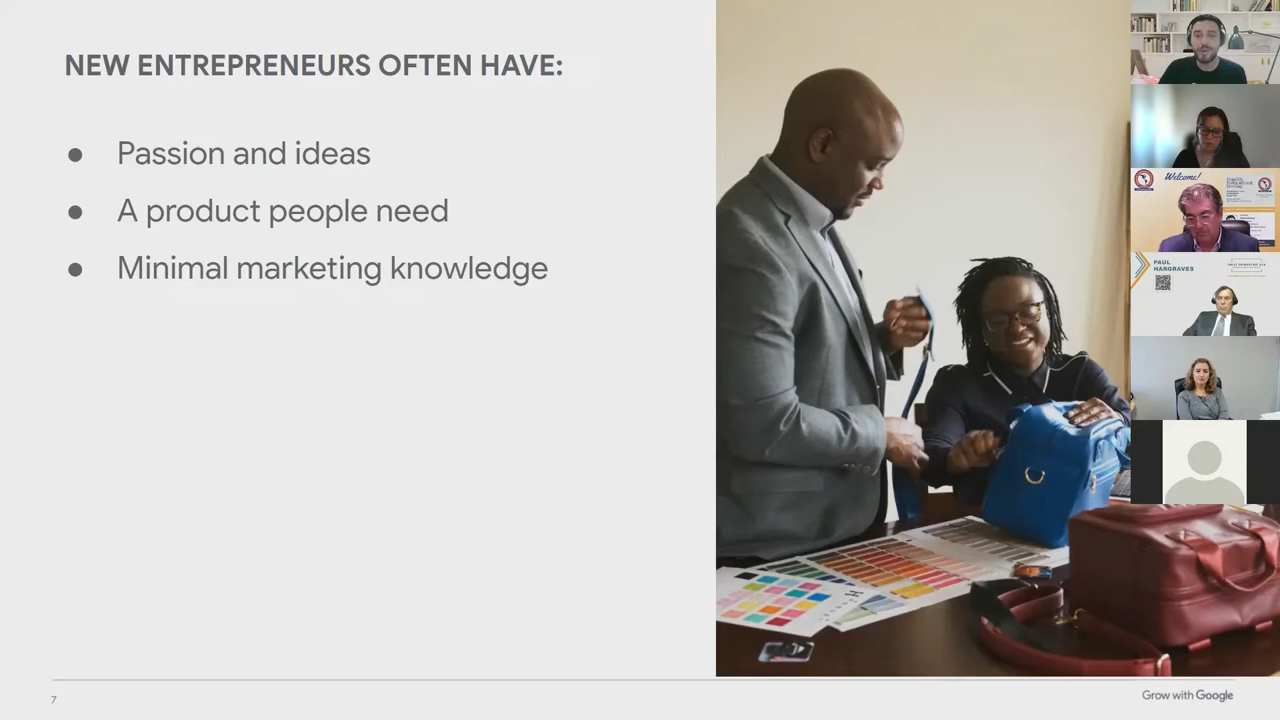 NEW ENTREPRENEURS OFTEN HAVE:
● Passion and ideas
● A product people need
● Minimal marketing knowledge
Welcome!
PAUL
HARGRAVES
7
Grow with Google